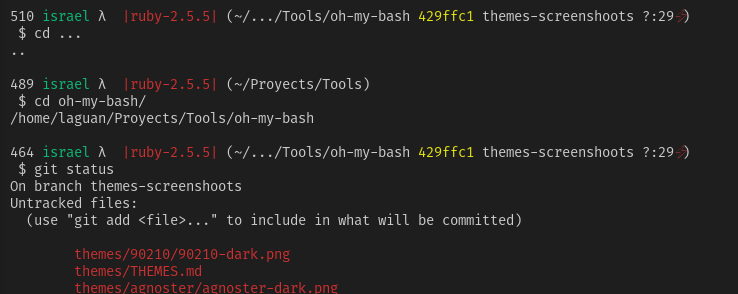 510 israel λ |ruby-2.5.5| (~/.../Tools/oh-my-bash 429ffc1 themes-screenshoots ?:29)
$ cd ...
..
489 israel λ |ruby-2.5.5| (~/Proyects/Tools)
$ cd oh-my-bash/
/home/laguan/Proyects/Tools/oh-my-bash
464 israel λ |ruby-2.5.5| (~/.../Tools/oh-my-bash 429ffc1 themes-screenshoots ?:29)
$ git status
On branch themes-screenshoots
Untracked files:
(use "git add <file>..." to include in what will be committed)
themes/90210/90210-dark.png
themes/THEMES.md
themes/agnoster/agnoster-dark.png